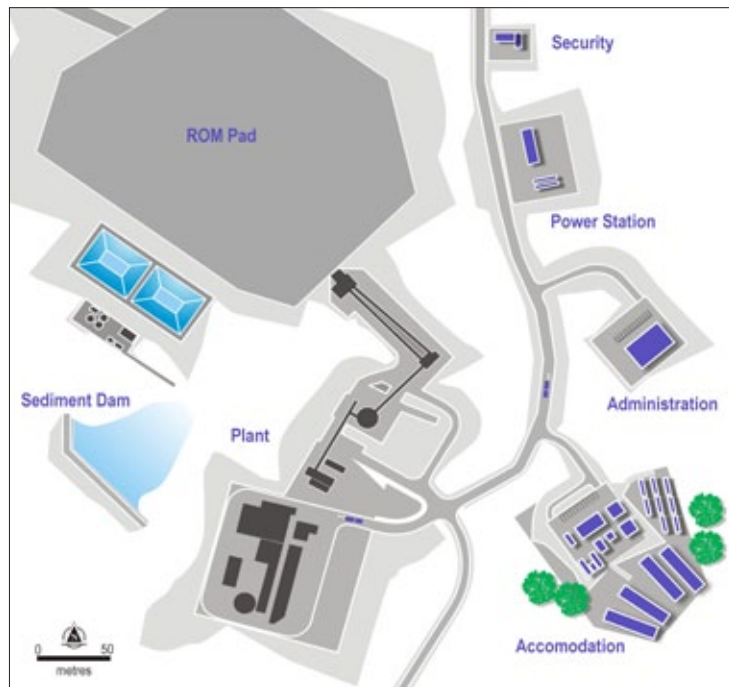 Security
ROM Pad
Power Station
Sediment Dam
Administration
Plant
Accomodation
0 50
metres